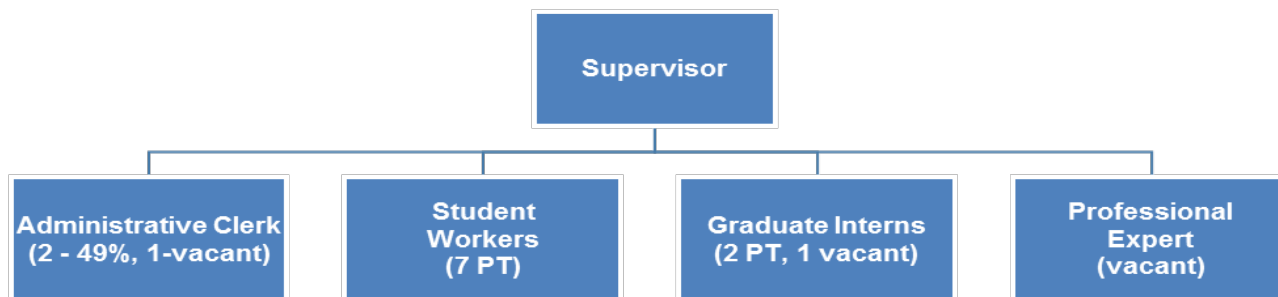 Supervisor
Administrative Clerk
(2 - 49%, 1-vacant)
Student
Workers
(7 PT)
Graduate Interns
(2 PT, 1 vacant)
Professional
Expert
(vacant)